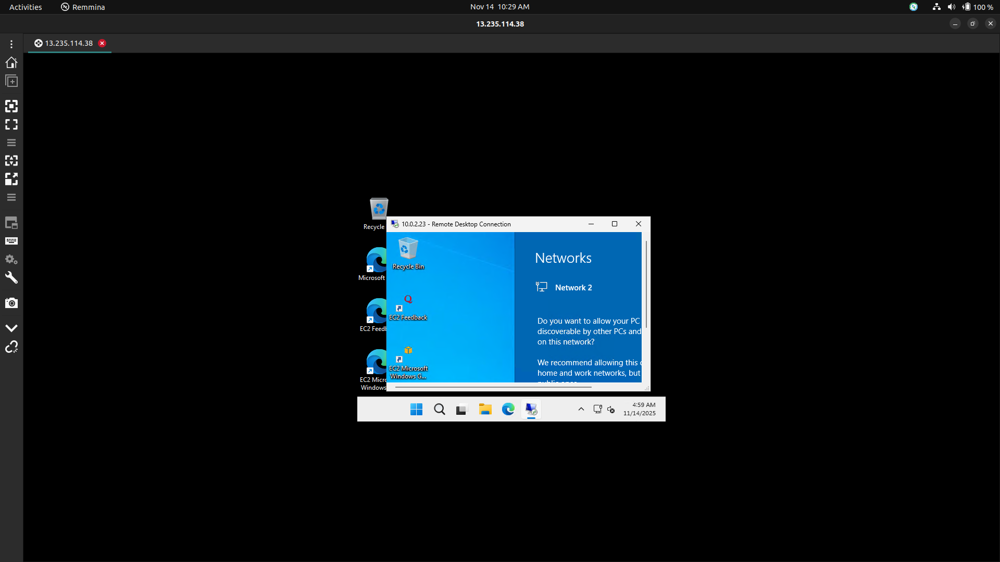 Activities
Remmina
Nov 14 10:29 AM
100 %
13.235.114.38
13.235.114.38
Recycle
Microsoft
EC2 Feedb
EC2 Micro
Windows
10.0.2.23 - Remote Desktop Connection
Recycle Bin
EC2 Feedback
EC2 Microsoft
Windows G...
Networks
Network 2
Do you want to allow your PC
discoverable by other PCs and
on this network?
We recommend allowing this
home and work networks, but
4:59 AM
11/14/2025